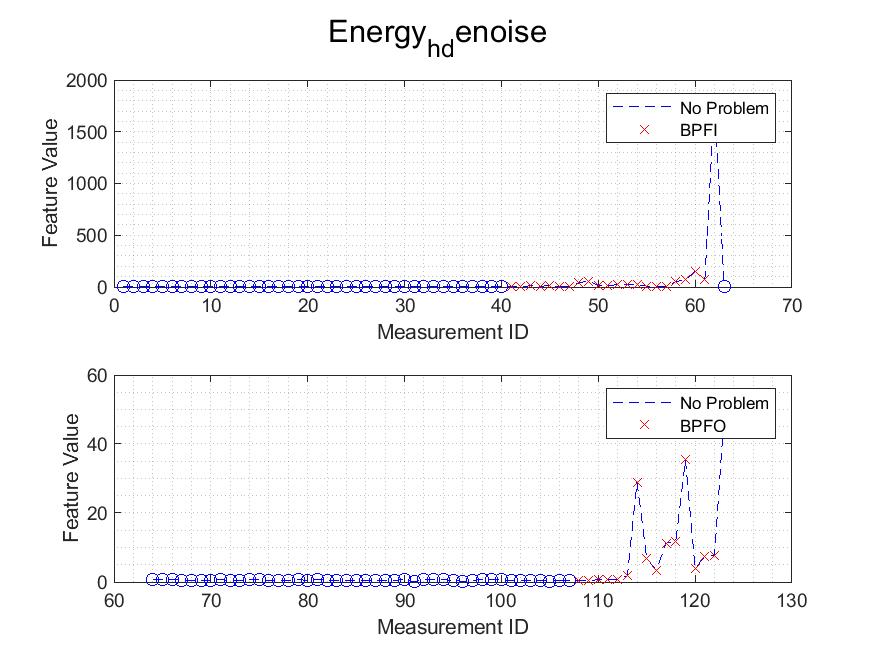 Energy_hdenoise
2000
1500
1000
500
0
Feature Value
No Problem
BPFI
0 10 20 30 40 50 60 70
Measurement ID
60
40
20
0
Feature Value
No Problem
BPFO
60 70 80 90 100 110 120 130
Measurement ID